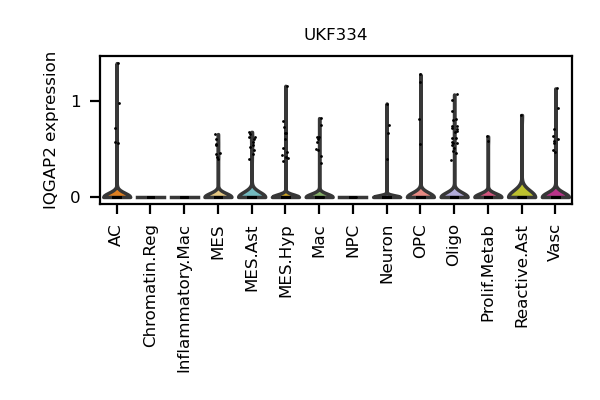 UKF334
IQGAP2 expression
1
0
AC
Chromatin.Reg
Inflammatory.Mac
MES
MES.Ast
MES.Hyp
Mac
NPC
Neuron
OPC
Oligo
Prolif.Metab
Reactive.Ast
Vasc